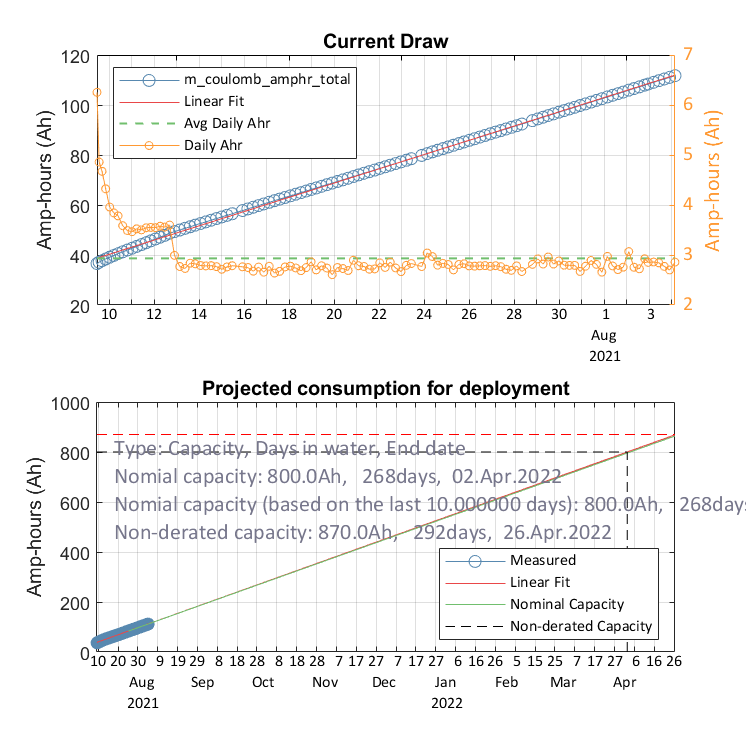 Current Draw
120
100
80
60
40
20
Amp-hours (Ah)
7
6
5
4
3
2
Amp-hours (Ah)
m_coulomb_amphr_total
Linear Fit
Avg Daily Ahr
Daily Ahr
10 12 14 16 18 20 22 24 26 28 30 1 3
Aug
2021
Projected consumption for deployment
1000
800
600
400
200
0
Amp-hours (Ah)
Type: Capacity, Days in water, End date
Nomial capacity: 800.0Ah, 268days, 02.Apr.2022
Nomial capacity (based on the last 10.000000 days): 800.0Ah, 268days
Non-derated capacity: 870.0Ah, 292days, 26.Apr.2022
Measured
Linear Fit
Nominal Capacity
Non-derated Capacity
10 20 30 9 19 29 8 18 28 8 18 28 7 17 27 7 17 27 6 16 26 5 15 25 7 17 27 6 16 26
Aug Sep Oct Nov Dec Jan Feb Mar Apr
2021 2022